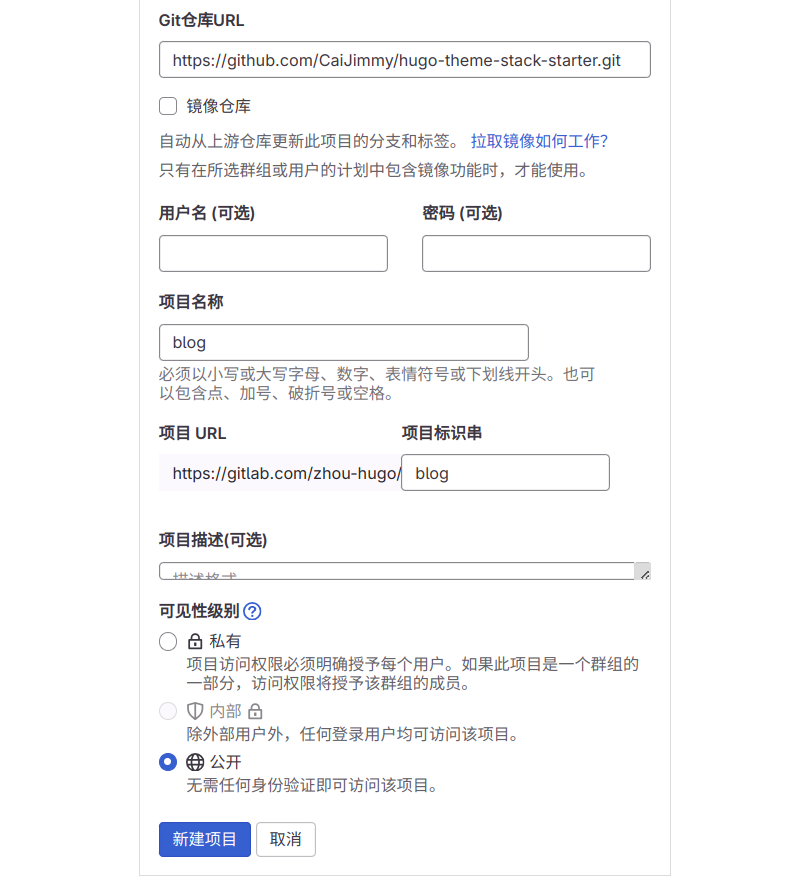 Git仓库URL
https://github.com/CaiJimmy/hugo-theme-stack-starter.git
镜像仓库
自动从上游仓库更新此项目的分支和标签。 拉取镜像如何工作?
只有在所选群组或用户的计划中包含镜像功能时，才能使用。
用户名 (可选) 密码 (可选)
项目名称
blog
必须以小写或大写字母、数字、表情符号或下划线开头。也可
以包含点、加号、破折号或空格。
项目 URL 项目标识串
https://gitlab.com/zhou-hugo/ blog
项目描述(可选)
描述格式
可见性级别
私有
项目访问权限必须明确授予每个用户。如果此项目是一个群组的
一部分，访问权限将授予该群组的成员。
内部
除外部用户外，任何登录用户均可访问该项目。
公开
无需任何身份验证即可访问该项目。
新建项目 取消